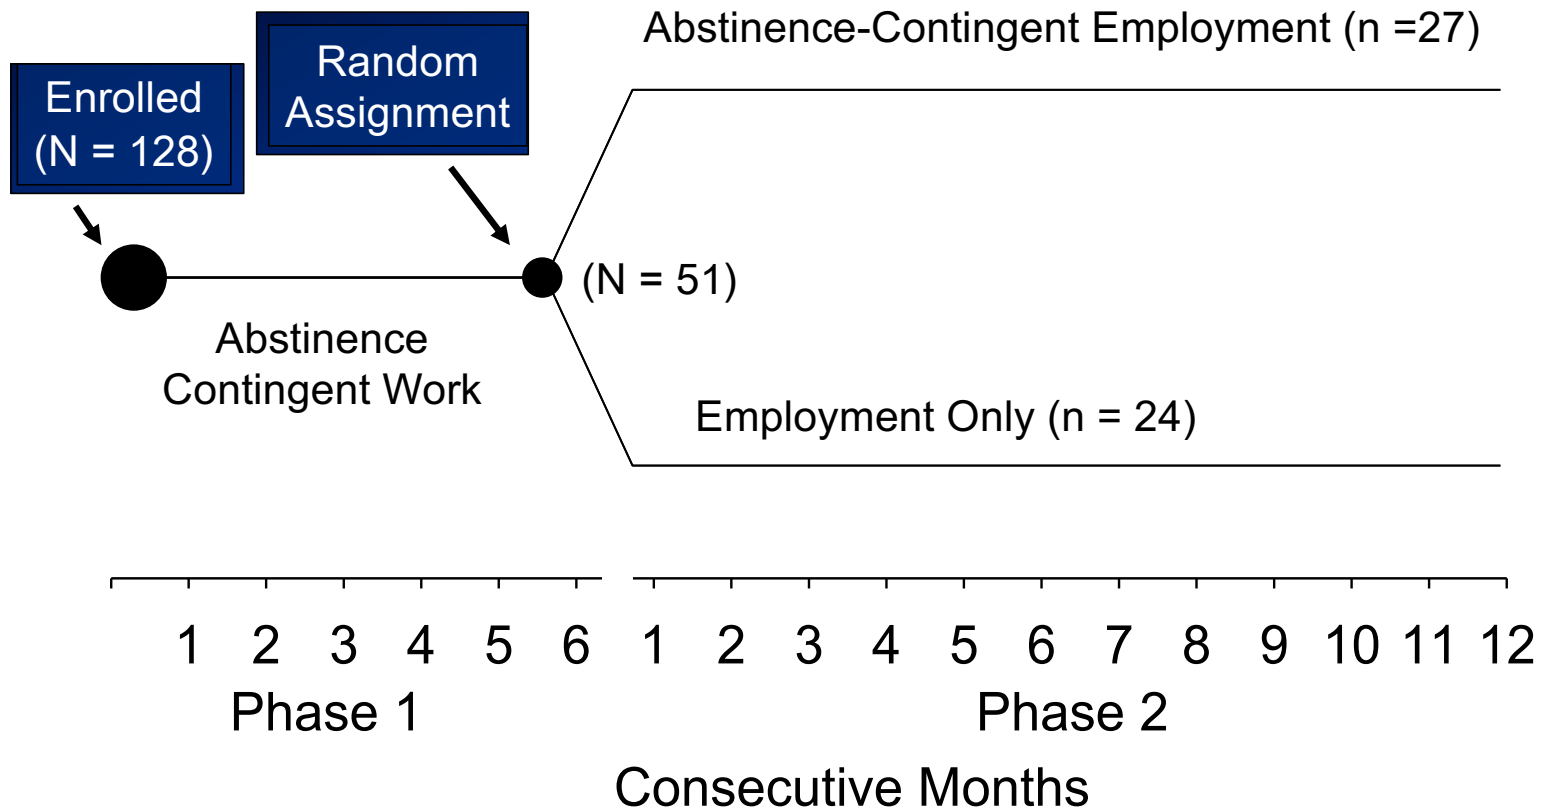 Abstinence-Contingent Employment (n =27)
Random
Assignment
Enrolled
(N = 128)
(N = 51)
Abstinence
Contingent Work
Employment Only (n = 24)
1 2 3 4 5 6 1 2 3 4 5 6 7 8 9 10 11 12
Phase 1 Phase 2
Consecutive Months